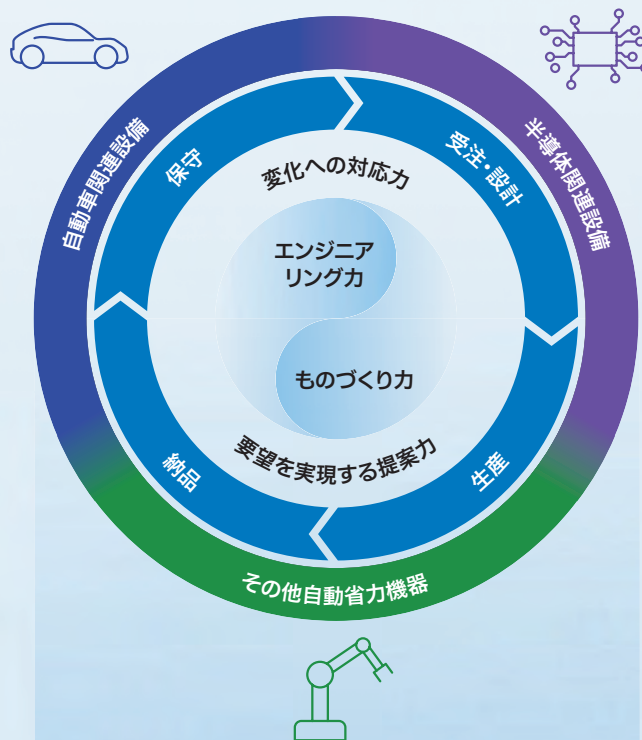 自動車関連設備
半導体関連設備
保守
受注・設計
変化への対応力
エンジニア
リング力
ものづくり力
要望を実現する提案力
納品
生産
その他自動省力機器